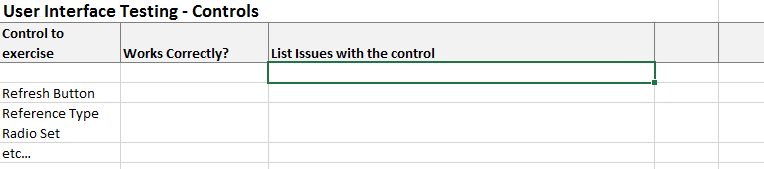 User Interface Testing - Controls
Control to
exercise
Works Correctly?
List Issues with the control
Refresh Button
Reference Type
Radio Set
etc...